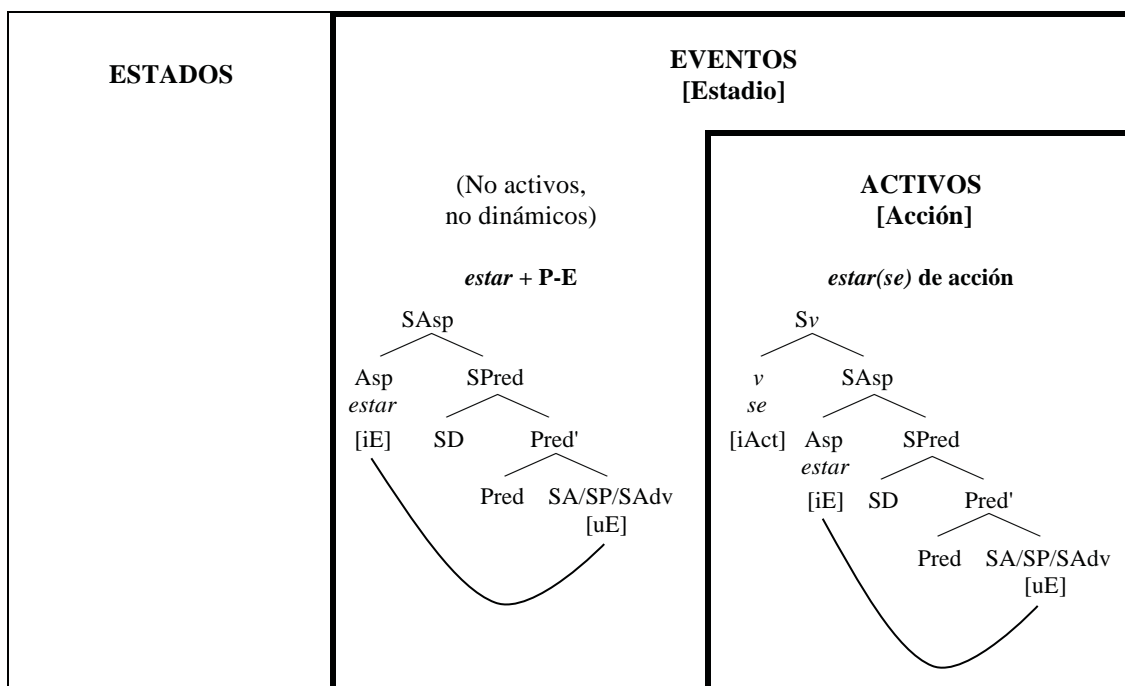 ESTADOS
EVENTOS
[Estadio]
(No activos,
no dinámicos)
estar + P-E
SAsp
Asp SPred
estar
[iE] SD Pred'
Pred SA/SP/SAdv
[uE]
ACTIVOS
[Acción]
estar(se) de acción
Sv
v SAsp
se
[iAct] Asp SPred
estar
[iE] SD Pred'
Pred SA/SP/SAdv
[uE]